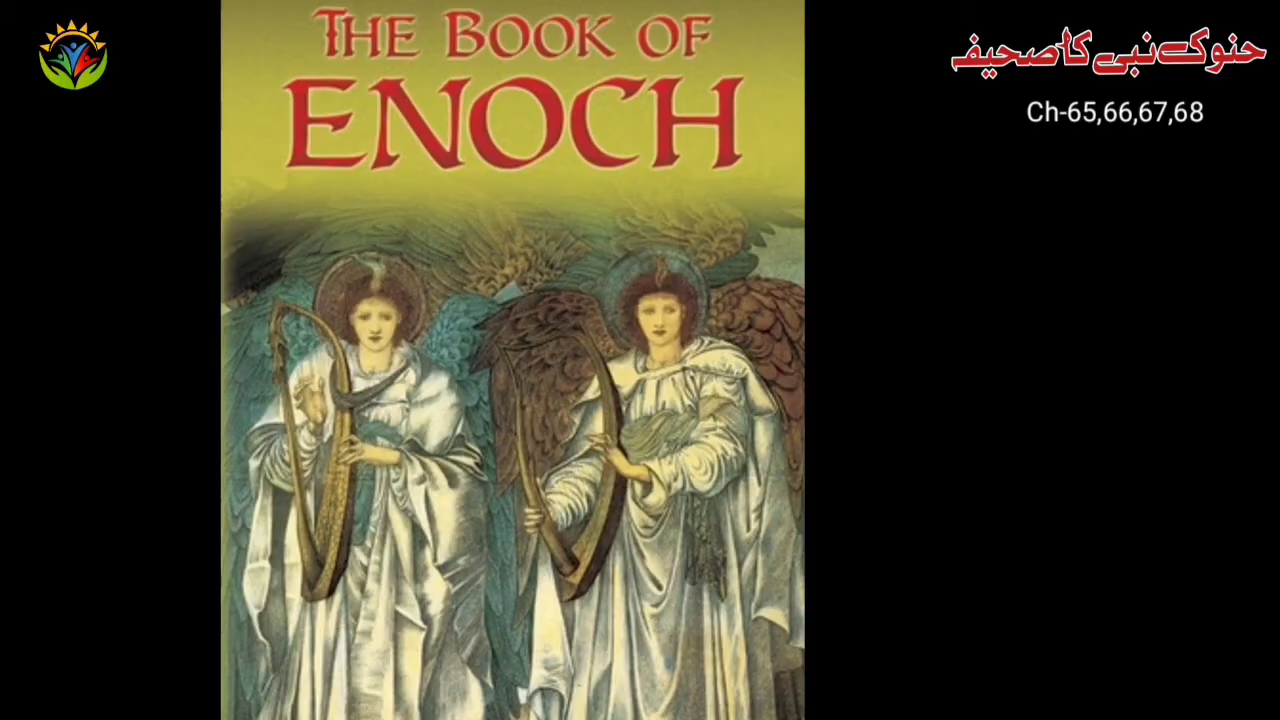 THE BOOK OF
ENOCH
حنوک نبی کا صحیفہ
Ch-65,66,67,68